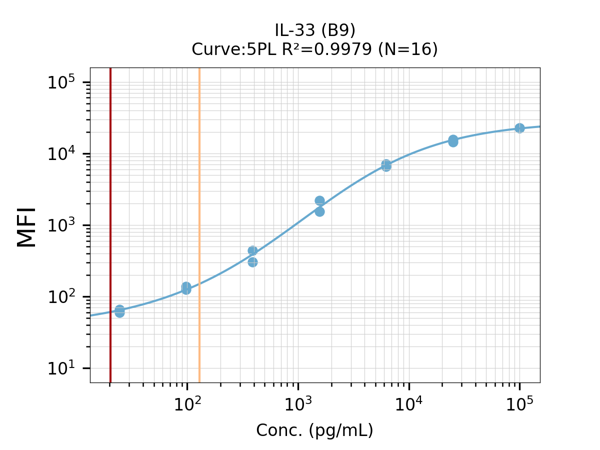 IL-33 (B9)
Curve:5PL R²=0.9979 (N=16)
10⁵
10⁴
10³
10²
10¹
MFI
10² 10³ 10⁴ 10⁵
Conc. (pg/mL)